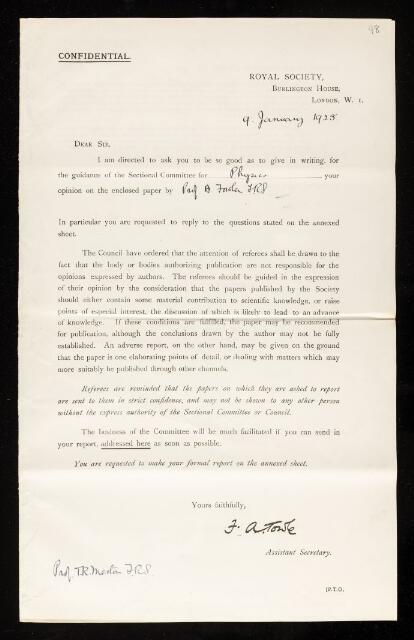 98
CONFIDENTIAL.
ROYAL SOCIETY,
BURLINGTON HOUSE,
LONDON, W. 1.
9. January 1925
DEAR SIR,
I am directed to ask you to be so good as to give in writing, for
the guidance of the Sectional Committee for Physics your
opinion on the enclosed paper by Prof A. Fowler FRS
In particular you are requested to reply to the questions stated on the annexed
sheet.
The Council have ordered that the attention of referees shall be drawn to the
fact that the body or bodies authorizing publication are not responsible for the
opinions expressed by authors. The referees should be guided in the expression
of their opinion by the consideration that the papers published by the Society
should either contain some material contribution to scientific knowledge, or raise
points of especial interest, the discussion of which is likely to lead to an advance
of knowledge. If these conditions are fulfilled, the paper may be recommended
for publication, although the conclusions drawn by the author may not be fully
established. An adverse report, on the other hand, may be given on the ground
that the paper is one elaborating points of detail, or dealing with matters which may
more suitably be published through other channels.
Referees are reminded that the papers on which they are asked to report
are sent to them in strict confidence, and may not be shown to any other person
without the express authority of the Sectional Committee or Council.
The business of the Committee will be much facilitated if you can send in
your report, addressed here as soon as possible.
You are requested to make your formal report on the annexed sheet.
Yours faithfully,
F. A. Towle
Assistant Secretary.
Prof. T.R. Merton FRS
[P.T.O.